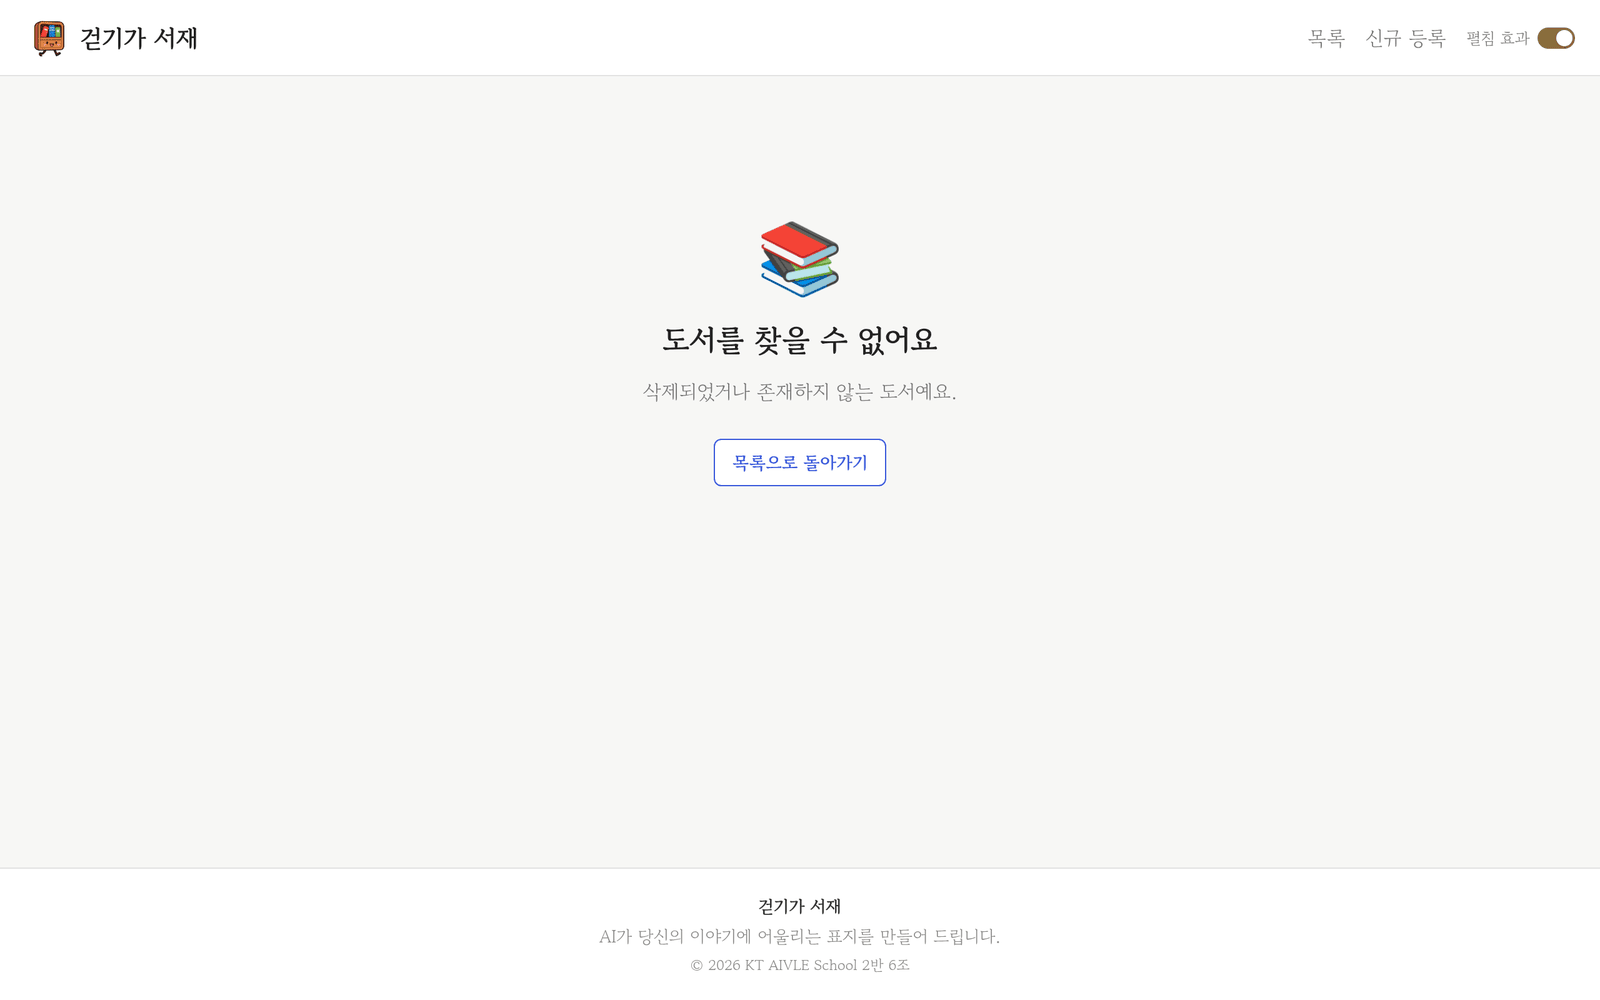 걷기가 서재
목록
신규 등록
펼침 효과
도서를 찾을 수 없어요
삭제되었거나 존재하지 않는 도서예요.
목록으로 돌아가기
걷기가 서재
AI가 당신의 이야기에 어울리는 표지를 만들어 드립니다.
© 2026 KT AIVLE School 2반 6조